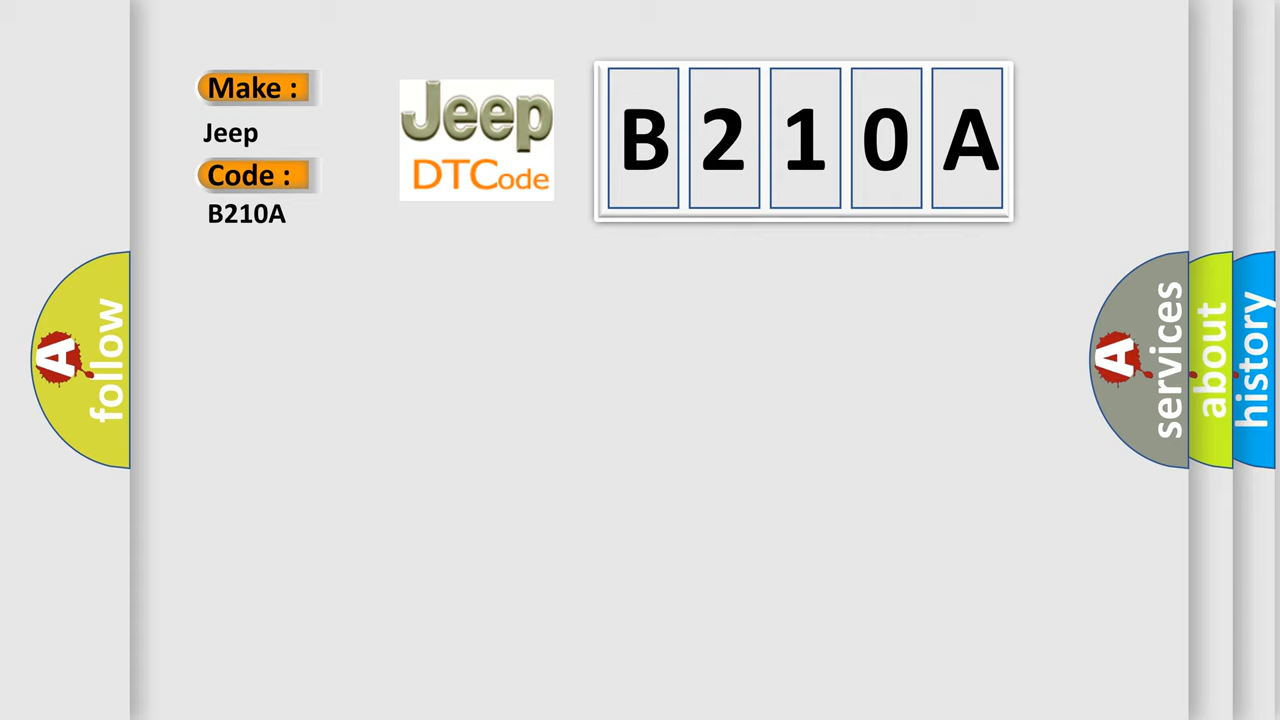 Make :
Jeep
Code :
B210A
Jeep
DTCode
B 2 1 0 A
A follow
A services
about
history